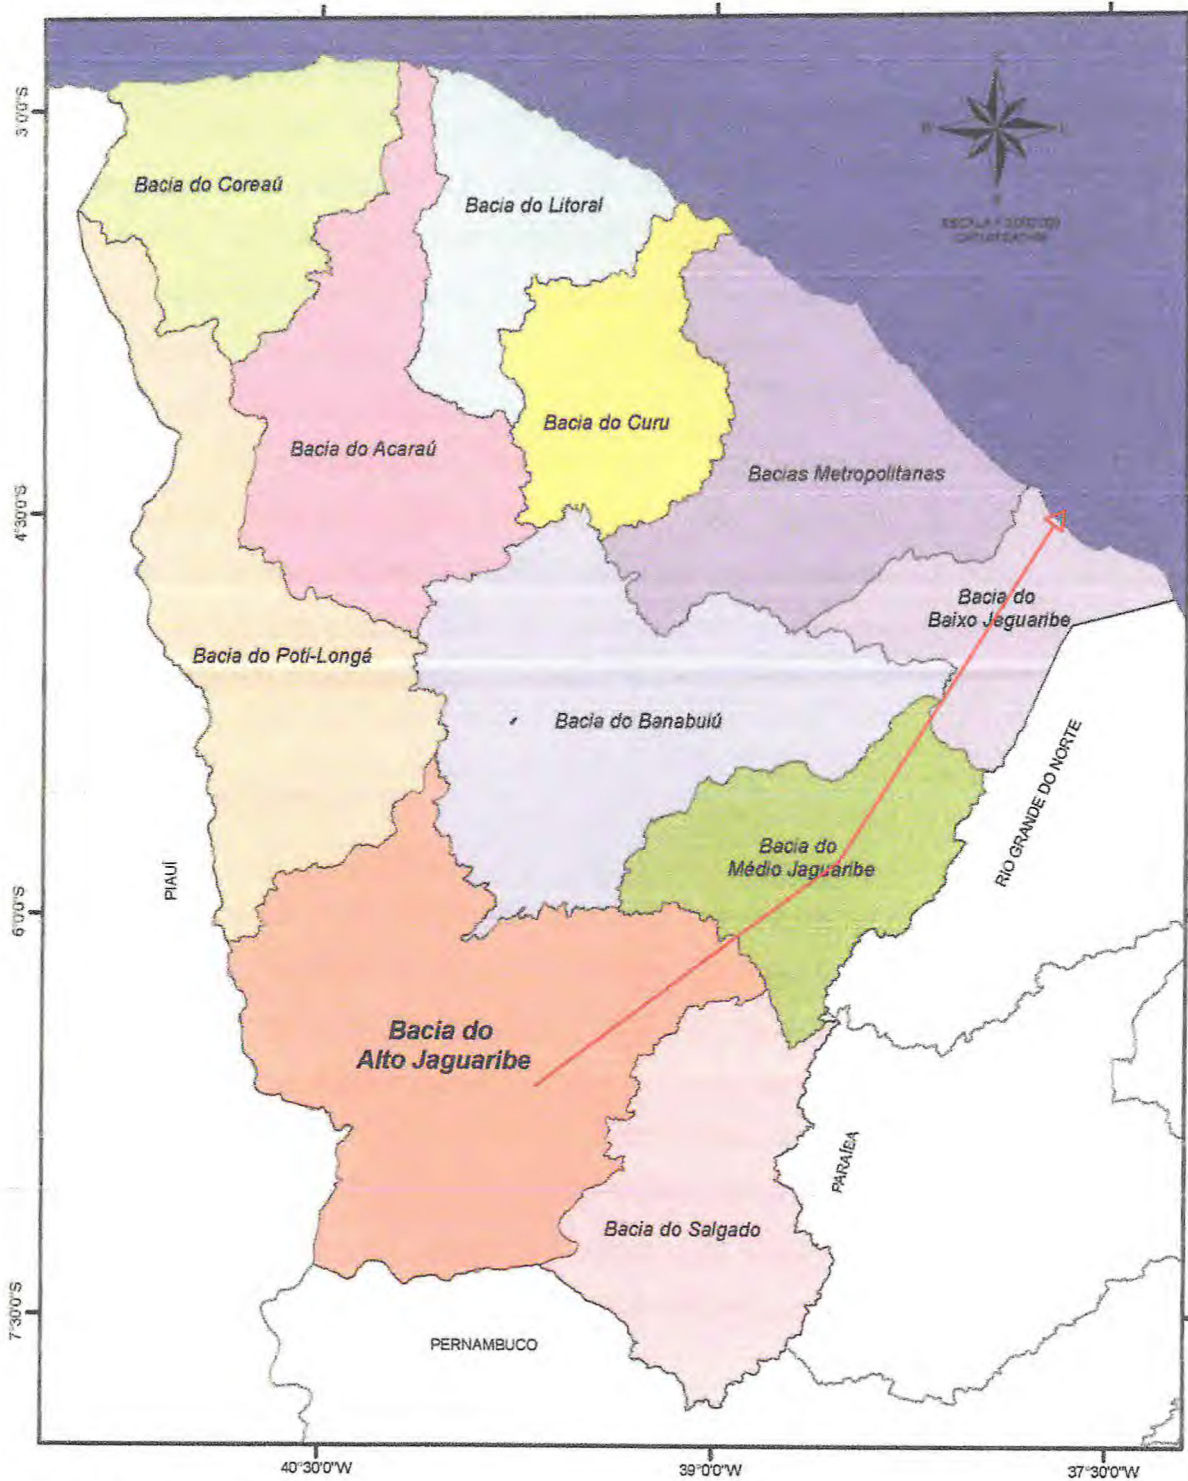 3°0'0"S
4°30'0"S
6°0'0"S
7°30'0"S
40°30'0"W
39°0'0"W
37°30'0"W
Bacia do Coreaú
Bacia do Litoral
Bacia do Acaraú
Bacia do Curu
Bacias Metropolitanas
Bacia do
Baixo Jaguaribe
Bacia do Poti-Longá
Bacia do Banabuiú
Bacia do
Médio Jaguaribe
Bacia do
Alto Jaguaribe
Bacia do Salgado
PIAUÍ
RIO GRANDE DO NORTE
PARAÍBA
PERNAMBUCO